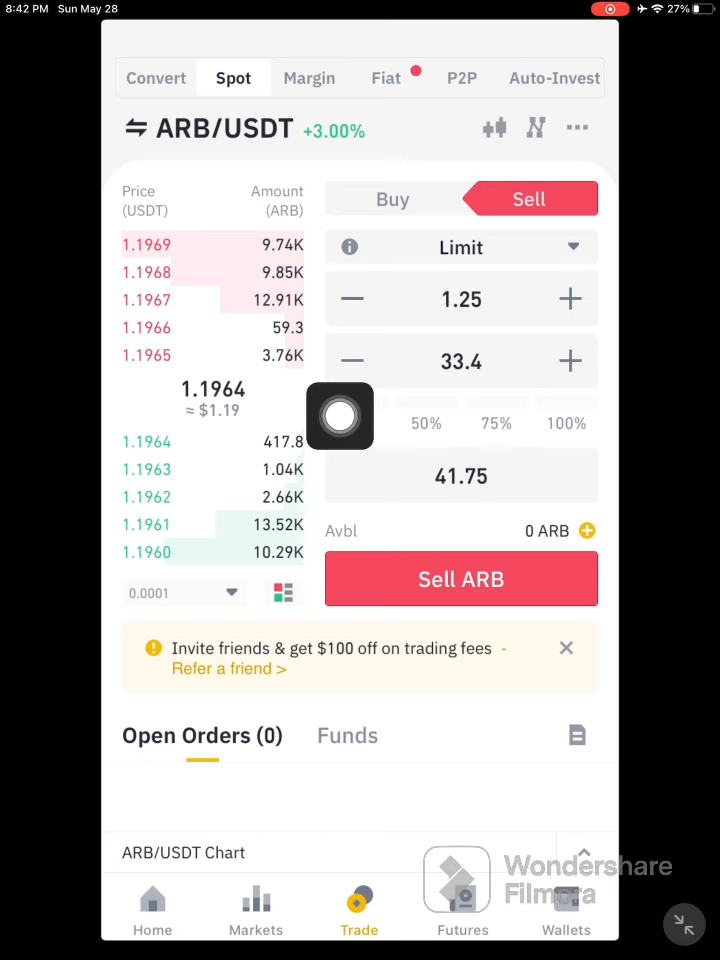 8:42 PM Sun May 28 27%
Convert Spot Margin Fiat P2P Auto-Invest
ARB/USDT +3.00%
Price Amount
(USDT) (ARB)
Buy Sell
1.1969 9.74K
1.1968 9.85K
1.1967 12.91K
1.1966 59.3
1.1965 3.76K
Limit
1.25
33.4
1.1964
≈ $1.19
50% 75% 100%
1.1964 417.8
1.1963 1.04K
1.1962 2.66K
1.1961 13.52K
1.1960 10.29K
41.75
Avbl 0 ARB
Sell ARB
0.0001
Invite friends & get $100 off on trading fees -
Refer a friend >
Open Orders (0) Funds
ARB/USDT Chart
Wondershare
Filmora
Home Markets Trade Futures Wallets